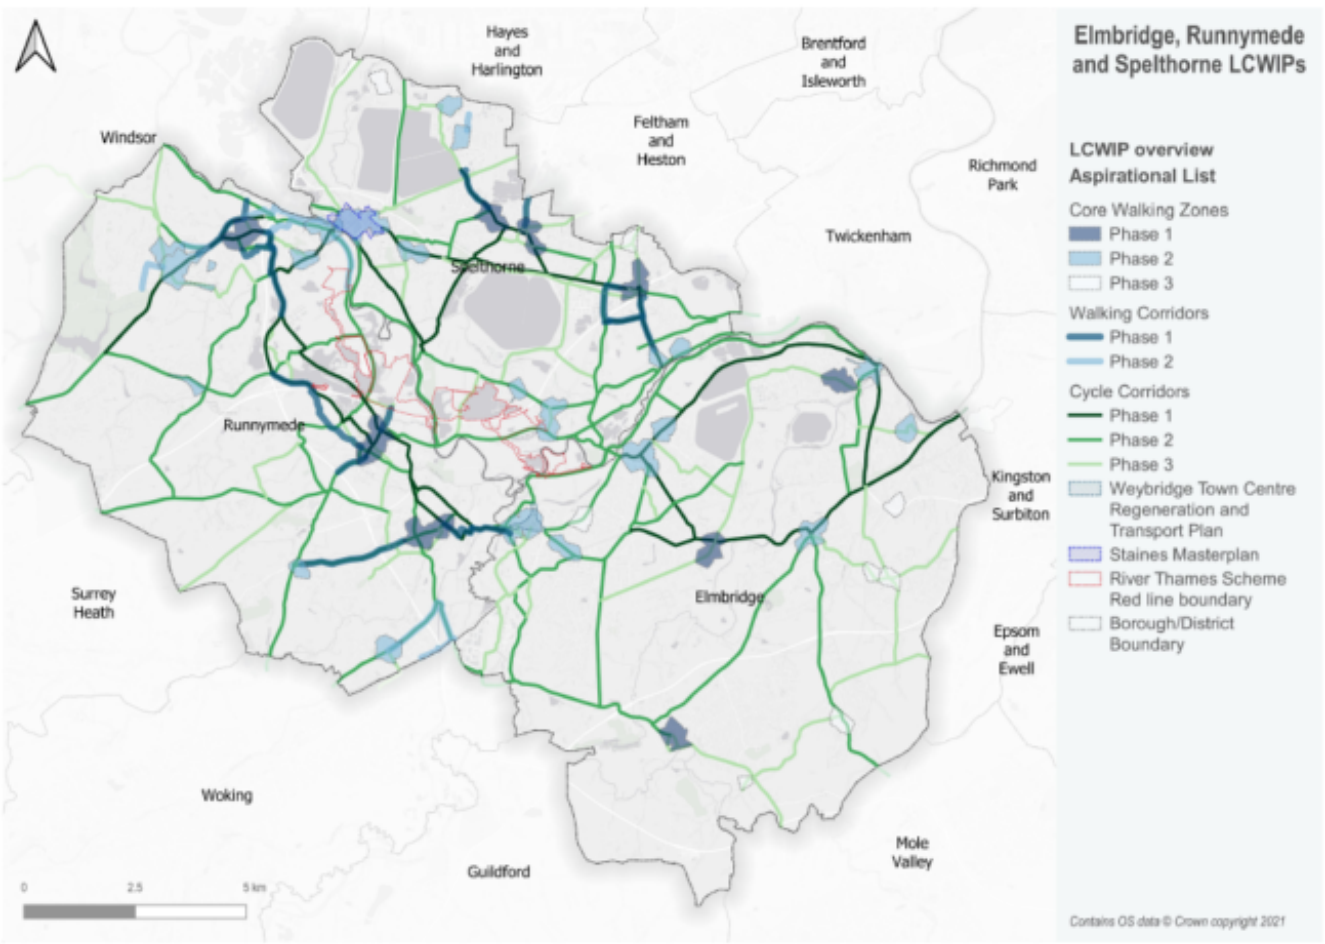 Hayes
and
Harlington
Brentford
and
Isleworth
Windsor
Feltham
and
Heston
Richmond
Park
Twickenham
Spelthorne
Runnymede
Kingston
and
Surbiton
Surrey
Heath
Elmbridge
Epsom
and
Ewell
Woking
Guildford
Mole
Valley
0 2.5 5 km
Elmbridge, Runnymede
and Spelthorne LCWIPs
LCWIP overview
Aspirational List
Core Walking Zones
Phase 1
Phase 2
Phase 3
Walking Corridors
Phase 1
Phase 2
Cycle Corridors
Phase 1
Phase 2
Phase 3
Weybridge Town Centre
Regeneration and
Transport Plan
Staines Masterplan
River Thames Scheme
Red line boundary
Borough/District
Boundary
Contains OS data © Crown copyright 2021